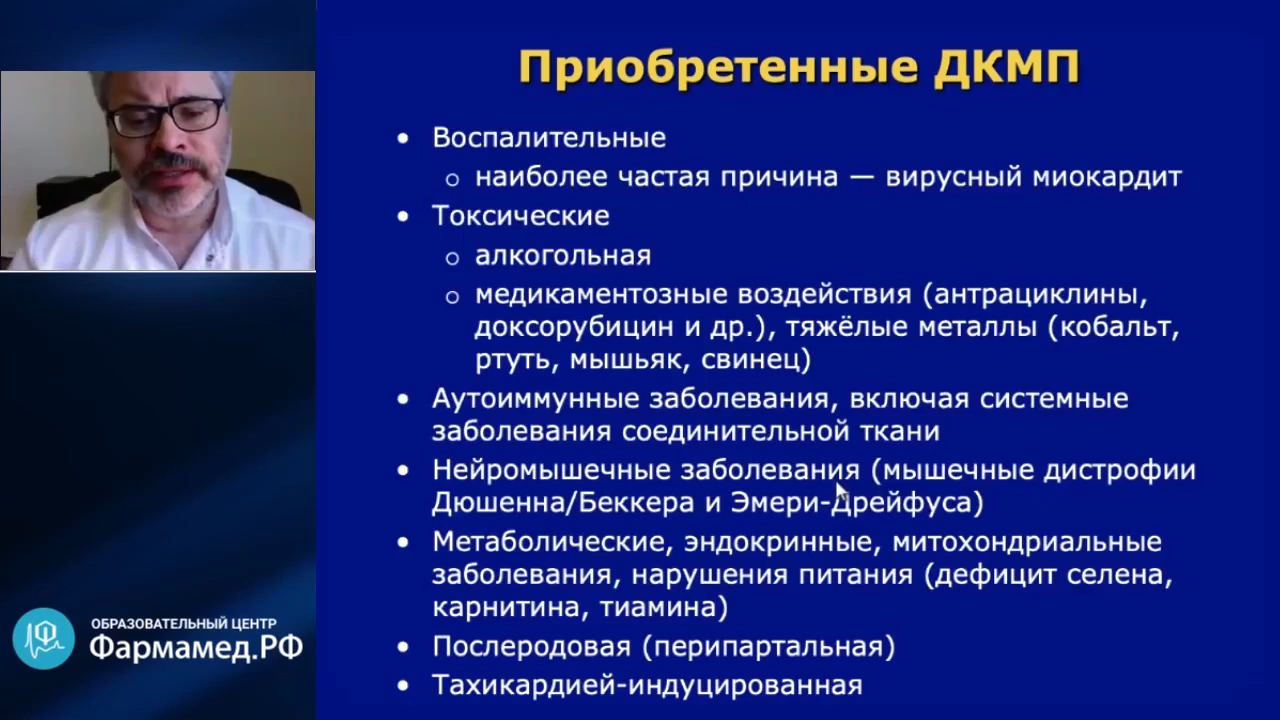 Приобретенные ДКМП
• Воспалительные
o наиболее частая причина — вирусный миокардит
• Токсические
o алкогольная
o медикаментозные воздействия (антрациклины,
доксорубицин и др.), тяжёлые металлы (кобальт,
ртуть, мышьяк, свинец)
• Аутоиммунные заболевания, включая системные
заболевания соединительной ткани
• Нейромышечные заболевания (мышечные дистрофии
Дюшенна/Беккера и Эмери-Дрейфуса)
• Метаболические, эндокринные, митохондриальные
заболевания, нарушения питания (дефицит селена,
карнитина, тиамина)
• Послеродовая (перипартальная)
• Тахикардией-индуцированная
ОБРАЗОВАТЕЛЬНЫЙ ЦЕНТР
Фармамед.РФ